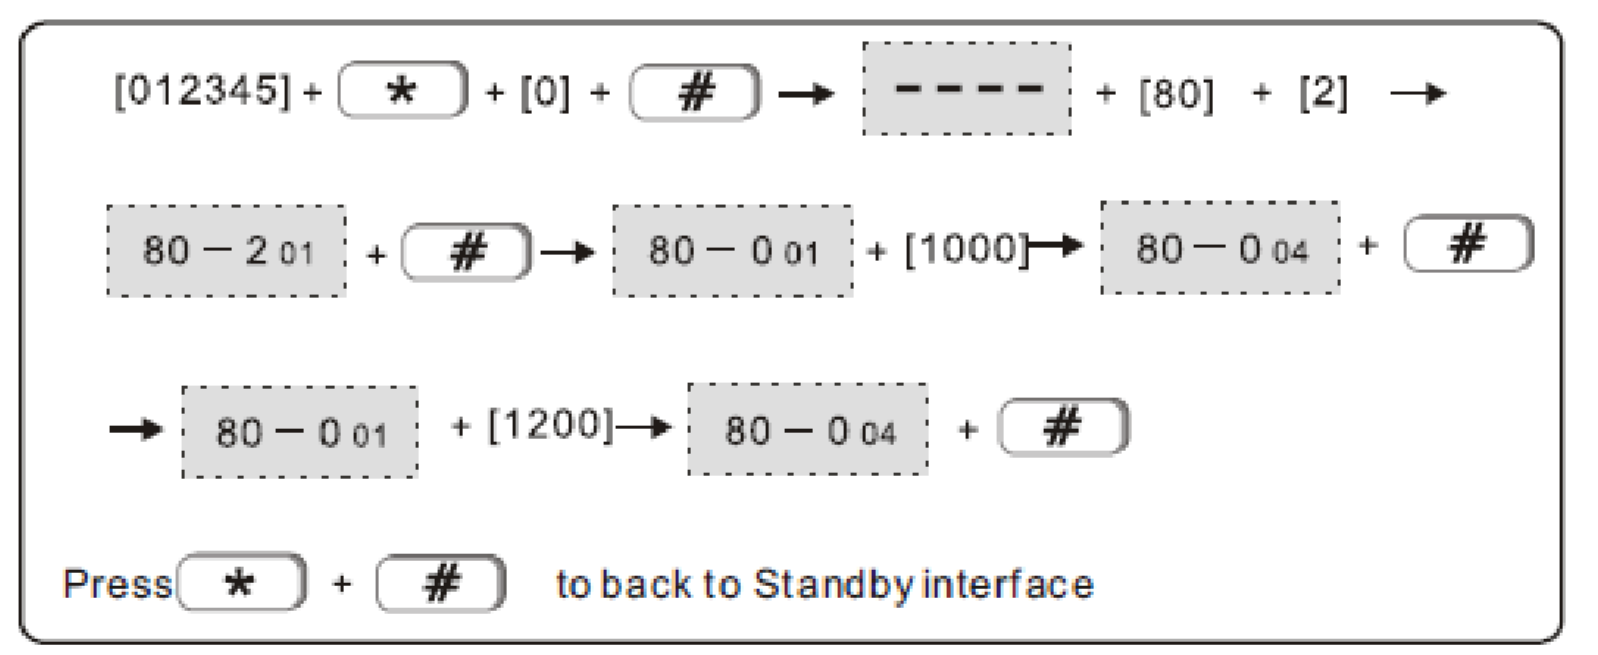 [012345] + * + [0] + # → – – – – + [80] + [2] →
80 – 2 01 + # → 80 – 0 01 + [1000] → 80 – 0 04 + #
→ 80 – 0 01 + [1200] → 80 – 0 04 + #
Press * + # to back to Standby interface